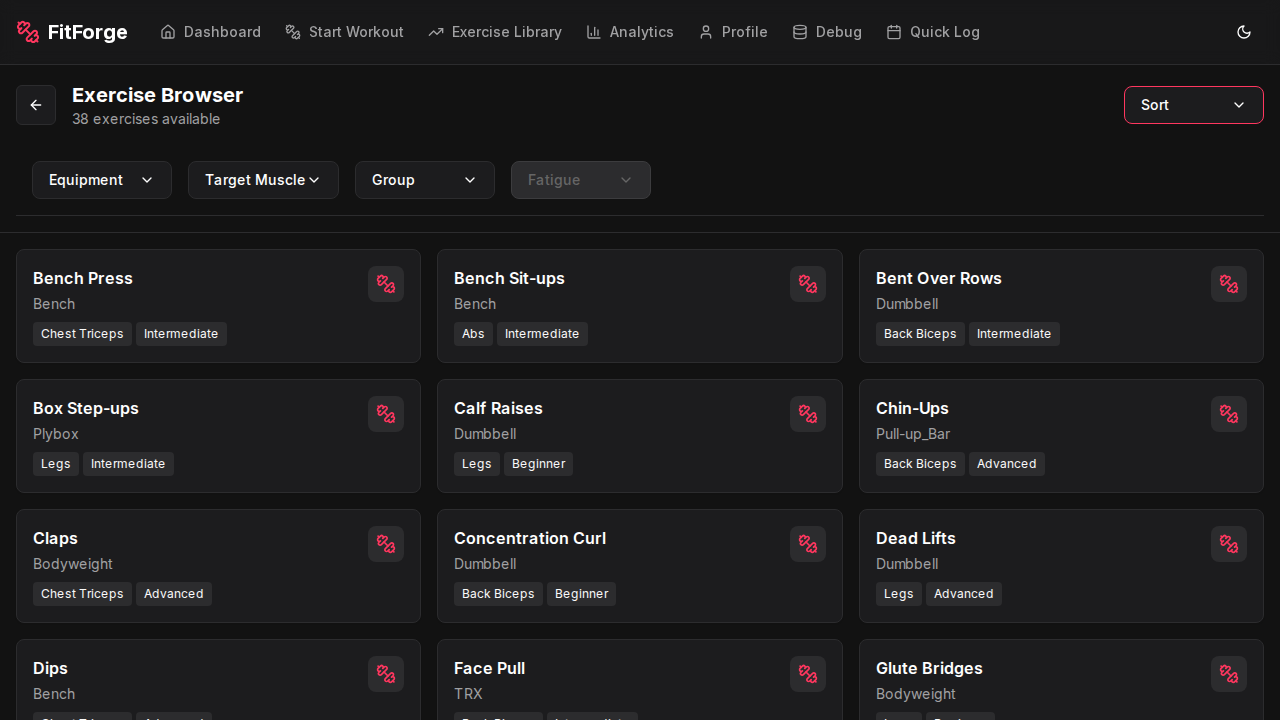 FitForge
Dashboard
Start Workout
Exercise Library
Analytics
Profile
Debug
Quick Log
Exercise Browser
38 exercises available
Sort
Equipment
Target Muscle
Group
Fatigue
Bench Press
Bench
Chest Triceps
Intermediate
Bench Sit-ups
Bench
Abs
Intermediate
Bent Over Rows
Dumbbell
Back Biceps
Intermediate
Box Step-ups
Plybox
Legs
Intermediate
Calf Raises
Dumbbell
Legs
Beginner
Chin-Ups
Pull-up_Bar
Back Biceps
Advanced
Claps
Bodyweight
Chest Triceps
Advanced
Concentration Curl
Dumbbell
Back Biceps
Beginner
Dead Lifts
Dumbbell
Legs
Advanced
Dips
Bench
Face Pull
TRX
Glute Bridges
Bodyweight